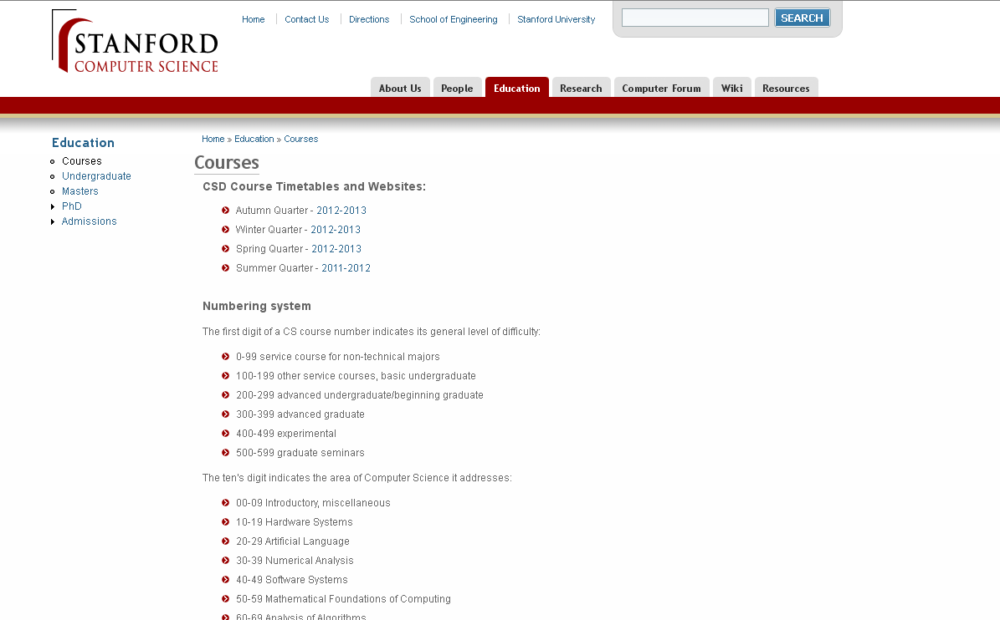 Home Contact Us Directions School of Engineering Stanford University SEARCH
STANFORD
COMPUTER SCIENCE
About Us People Education Research Computer Forum Wiki Resources
Education
Courses
Undergraduate
Masters
PhD
Admissions
Home » Education » Courses
Courses
CSD Course Timetables and Websites:
Autumn Quarter - 2012-2013
Winter Quarter - 2012-2013
Spring Quarter - 2012-2013
Summer Quarter - 2011-2012
Numbering system
The first digit of a CS course number indicates its general level of difficulty:
0-99 service course for non-technical majors
100-199 other service courses, basic undergraduate
200-299 advanced undergraduate/beginning graduate
300-399 advanced graduate
400-499 experimental
500-599 graduate seminars
The ten's digit indicates the area of Computer Science it addresses:
00-09 Introductory, miscellaneous
10-19 Hardware Systems
20-29 Artificial Language
30-39 Numerical Analysis
40-49 Software Systems
50-59 Mathematical Foundations of Computing
60-69 Analysis of Algorithms